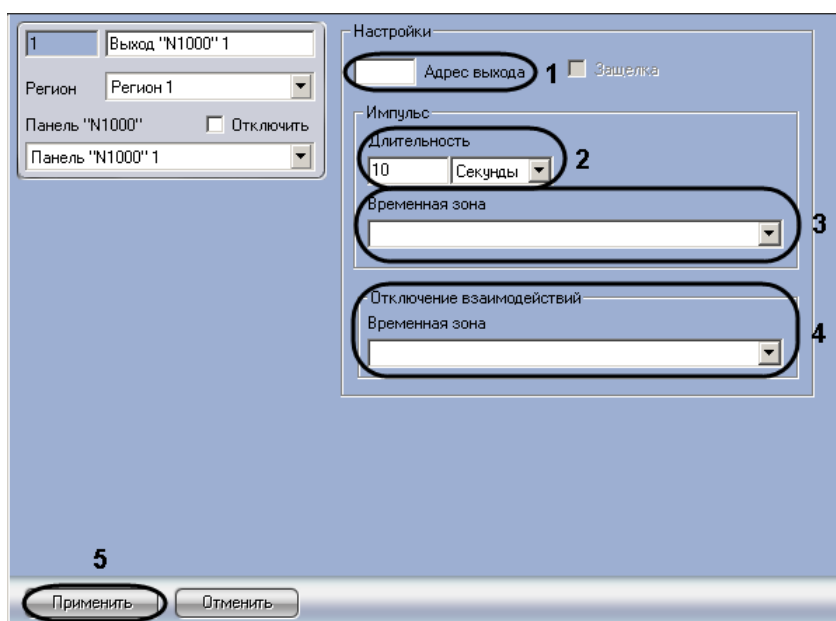 1
Выход "N1000" 1
Регион
Регион 1
Панель "N1000"
Отключить
Панель "N1000" 1
Настройки
Адрес выхода
1
Защелка
Импульс
Длительность
10
Секунды
2
Временная зона
3
Отключение взаимодействий
Временная зона
4
5
Применить
Отменить